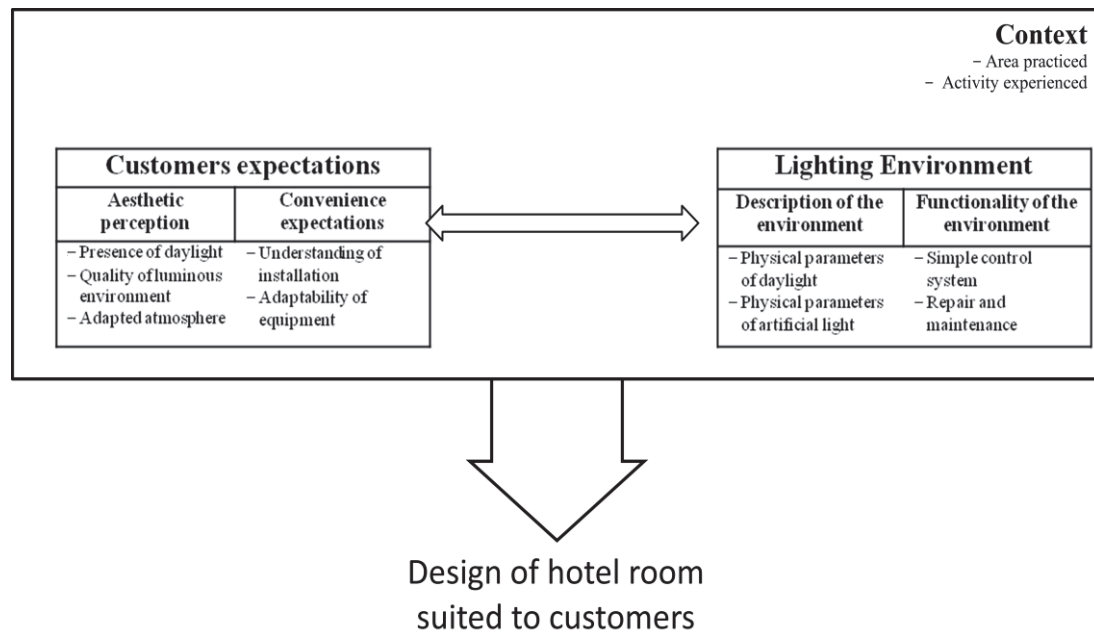 Context
– Area practiced
– Activity experienced
Customers expectations
Aesthetic
perception
Convenience
expectations
– Presence of daylight
– Quality of luminous
environment
– Adapted atmosphere
– Understanding of
installation
– Adaptability of
equipment
Lighting Environment
Description of the
environment
Functionality of the
environment
– Physical parameters
of daylight
– Physical parameters
of artificial light
– Simple control
system
– Repair and
maintenance
Design of hotel room
suited to customers